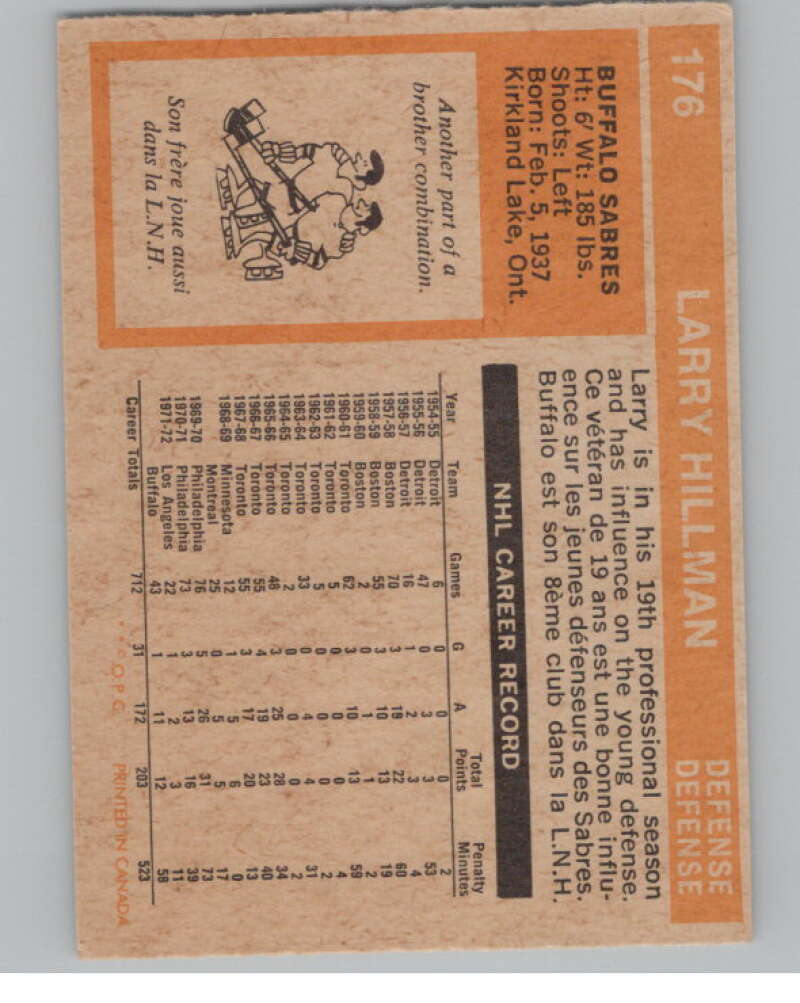 176 LARRY HILLMAN DEFENSE
DEFENSE
BUFFALO SABRES
Ht: 6' Wt: 185 lbs.
Shoots: Left
Born: Feb. 5, 1937
Kirkland Lake, Ont.
Another part of a
brother combination.
Son frère joue aussi
dans la L.N.H.
Larry is in his 19th professional season
and has influence on the young defense.
Ce vétéran de 19 ans est une bonne influ-
ence sur les jeunes défenseurs des Sabres.
Buffalo est son 8ème club dans la L.N.H.
NHL CAREER RECORD
Year Team Games G A Total Points Penalty Minutes
1954-55 Detroit 6 0 0 0 2
1955-56 Detroit 47 0 3 3 53
1956-57 Detroit 16 1 2 3 4
1957-58 Boston 70 3 19 22 60
1958-59 Boston 55 3 10 13 19
1959-60 Boston 2 0 1 1 2
1960-61 Toronto 62 3 10 13 59
1961-62 Toronto 5 0 0 0 4
1962-63 Toronto 5 0 0 0 2
1963-64 Toronto 33 0 4 4 31
1964-65 Toronto 2 0 0 0 2
1965-66 Toronto 48 3 25 28 34
1966-67 Toronto 55 4 19 23 40
1967-68 Toronto 55 3 17 20 13
1968-69 Minnesota 12 1 5 6 0
Montreal 25 0 5 5 17
1969-70 Philadelphia 76 5 26 31 73
1970-71 Philadelphia 73 3 13 16 39
1971-72 Los Angeles 22 1 2 3 11
Buffalo 43 1 11 12 58
Career Totals 712 31 172 203 523
* * * O.P.C. PRINTED IN CANADA